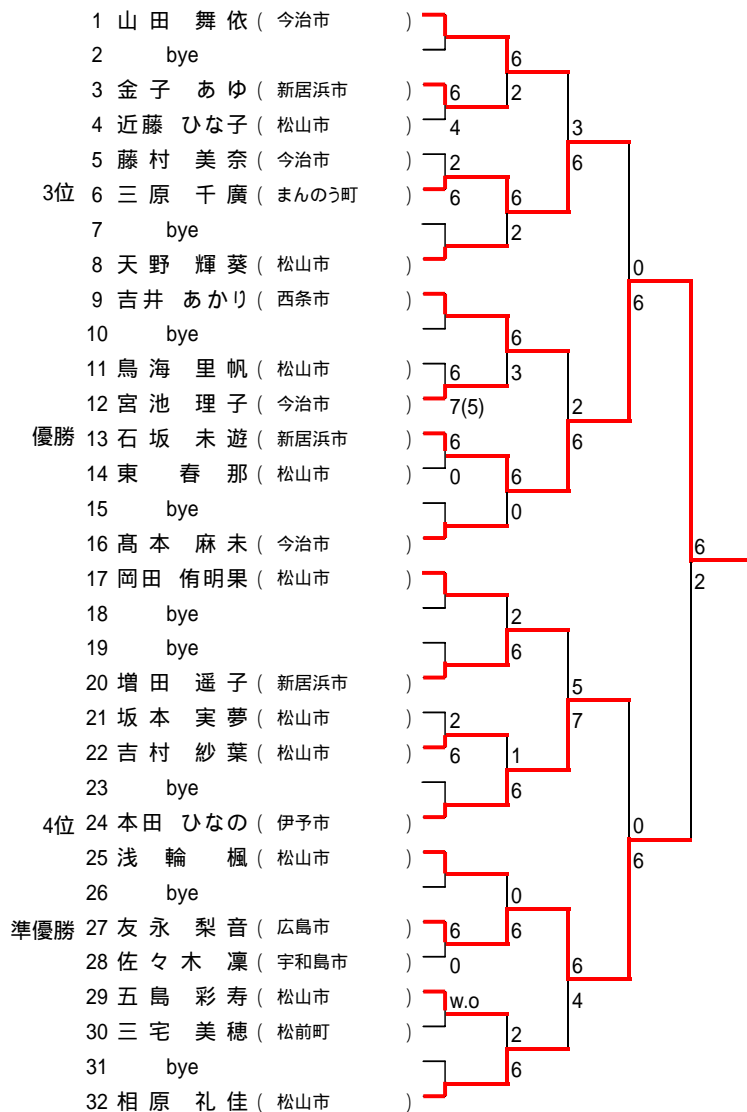 1 山田 舞依 ( 今治市 )
2 bye 6
3 金子 あゆ ( 新居浜市 ) 6 2
4 近藤 ひな子 ( 松山市 ) 4 3
5 藤村 美奈 ( 今治市 ) 2 6
3位 6 三原 千廣 ( まんのう町 ) 6 6
7 bye 2
8 天野 輝葵 ( 松山市 ) 0
9 吉井 あかり ( 西条市 ) 6
10 bye 6
11 鳥海 里帆 ( 松山市 ) 6 3
12 宮池 理子 ( 今治市 ) 7(5) 2
優勝 13 石坂 未遊 ( 新居浜市 ) 6 6
14 東 春那 ( 松山市 ) 0 6
15 bye 0
16 髙本 麻未 ( 今治市 ) 6
17 岡田 侑明果 ( 松山市 ) 2
18 bye 2
19 bye 6
20 増田 遥子 ( 新居浜市 ) 5
21 坂本 実夢 ( 松山市 ) 2 7
22 吉村 紗葉 ( 松山市 ) 6 1
23 bye 6
4位 24 本田 ひなの ( 伊予市 ) 0
25 浅輪 楓 ( 松山市 ) 6
26 bye 0
準優勝 27 友永 梨音 ( 広島市 ) 6 6
28 佐々木 凜 ( 宇和島市 ) 0 6
29 五島 彩寿 ( 松山市 ) w.o 4
30 三宅 美穂 ( 松前町 ) 2
31 bye 6
32 相原 礼佳 ( 松山市 )